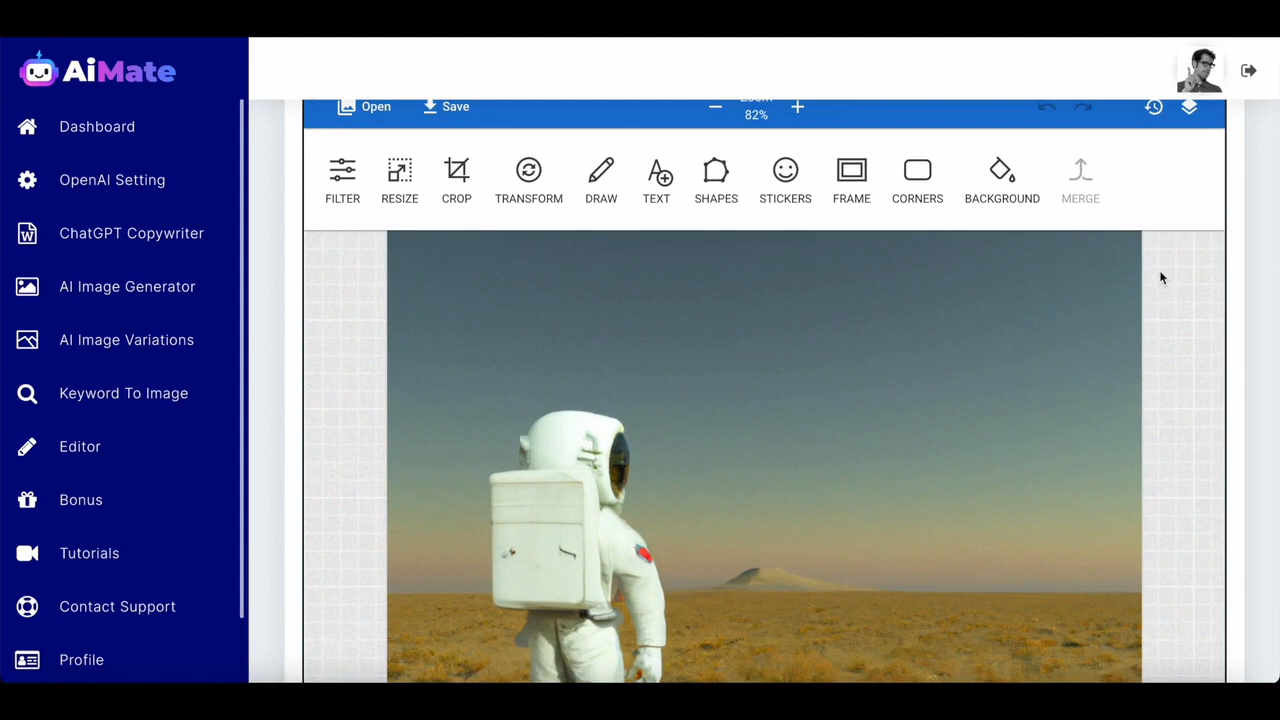 AiMate
Dashboard
OpenAI Setting
ChatGPT Copywriter
AI Image Generator
AI Image Variations
Keyword To Image
Editor
Bonus
Tutorials
Contact Support
Profile
Open
Save
Zoom
82%
FILTER
RESIZE
CROP
TRANSFORM
DRAW
TEXT
SHAPES
STICKERS
FRAME
CORNERS
BACKGROUND
MERGE